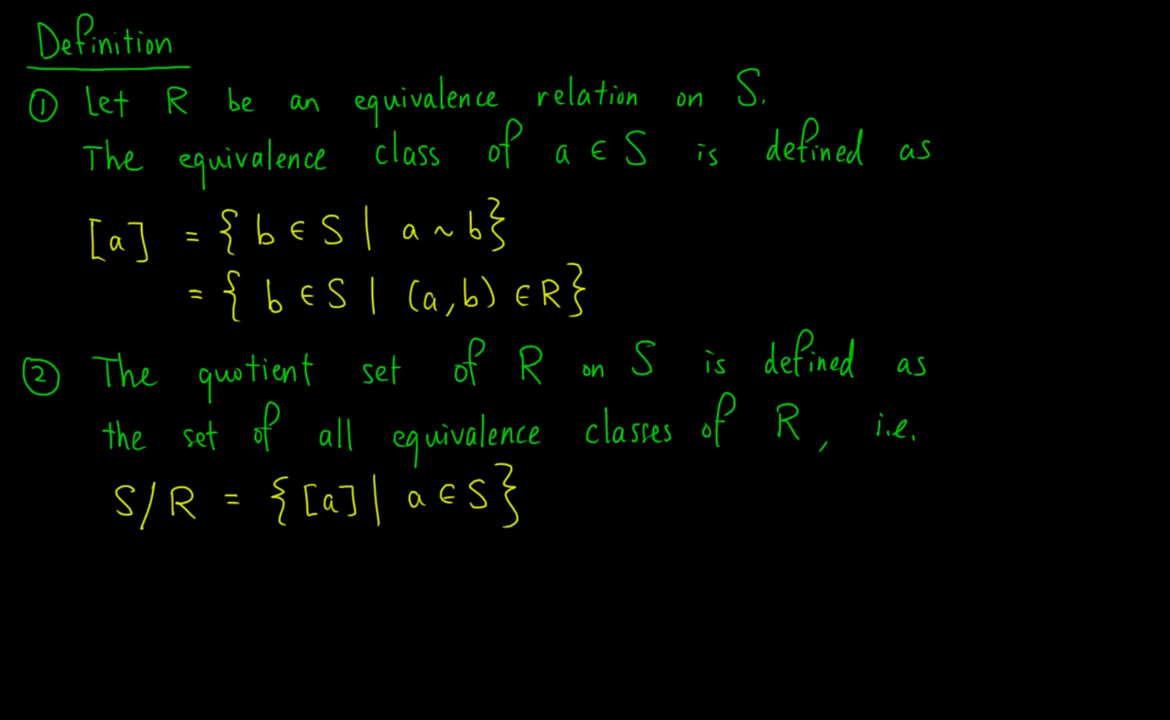 Definition
① Let R be an equivalence relation on S.
The equivalence class of a ∈ S is defined as
[a] = { b ∈ S | a ~ b}
= { b ∈ S | (a, b) ∈ R}
② The quotient set of R on S is defined as
the set of all equivalence classes of R, i.e.
S/R = {[a] | a ∈ S}